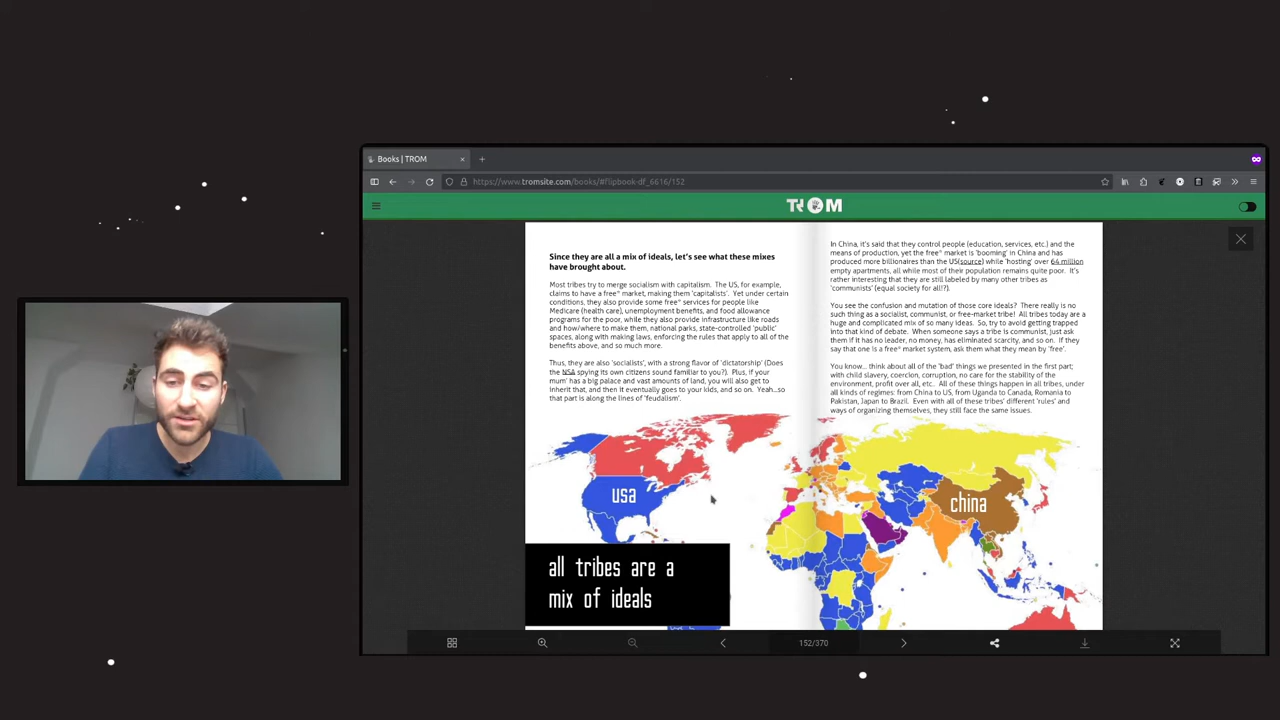 Books | TROM
https://www.tromsite.com/books/#flipbook-df_6616/152
TROM
Since they are all a mix of ideals, let's see what these mixes
have brought about.
Most tribes try to merge socialism with capitalism. The US, for example,
claims to have a free* market, making them 'capitalists'. Yet under certain
conditions, they also provide some free* services for people like
Medicare (health care), unemployment benefits, and food allowance
programs for the poor, while they also provide infrastructure like roads
and how/where to make them, national parks, state-controlled 'public'
spaces, along with making laws, enforcing the rules that apply to all of the
benefits above, and so much more.
Thus, they are also 'socialists', with a strong flavor of 'dictatorship' (Does
the NSA spying its own citizens sound familiar to you?). Plus, if your
mum' has a big palace and vast amounts of land, you will also get to
inherit that, and then it eventually goes to your kids, and so on. Yeah...so
that part is along the lines of 'feudalism'.
In China, it's said that they control people (education, services, etc.) and the
means of production, yet the free* market is 'booming' in China and has
produced more billionaires than the US(source) while 'hosting' over 64 million
empty apartments, all while most of their population remains quite poor. It's
rather interesting that they are still labeled by many other tribes as
'communists' (equal society for all!?).
You see the confusion and mutation of those core ideals? There really is no
such thing as a socialist, communist, or free-market tribe! All tribes today are a
huge and complicated mix of so many ideas. So, try to avoid getting trapped
into that kind of debate. When someone says a tribe is communist, just ask
them if it has no leader, no money, has eliminated scarcity, and so on. If they
say that one is a free* market system, ask them what they mean by 'free'.
You know... think about all of the 'bad' things we presented in the first part;
with child slavery, coercion, corruption, no care for the stability of the
environment, profit over all, etc. All of these things happen in all tribes, under
all kinds of regimes: from China to US, from Uganda to Canada, Romania to
Pakistan, Japan to Brazil. Even with all of these tribes' different 'rules' and
ways of organizing themselves, they still face the same issues.
usa
china
all tribes are a
mix of ideals
152/370